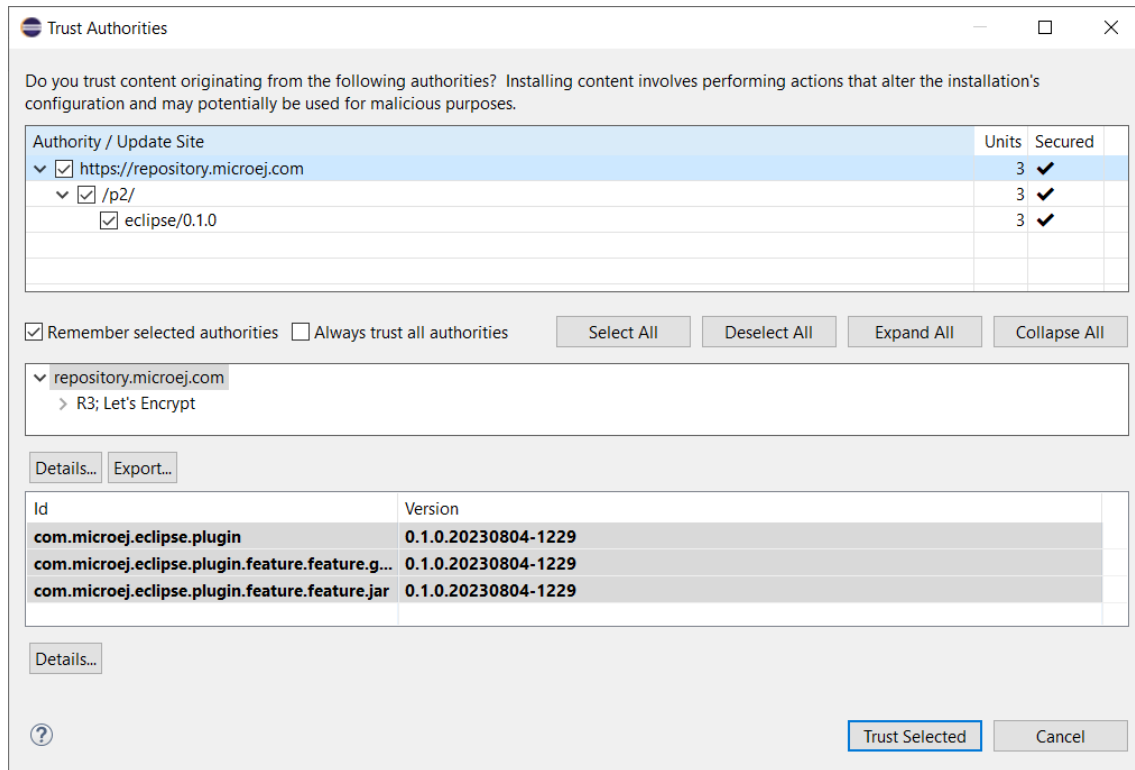 Trust Authorities
Do you trust content originating from the following authorities?  Installing content involves performing actions that alter the installation's
configuration and may potentially be used for malicious purposes.
Authority / Update Site Units Secured
https://repository.microej.com 3
/p2/ 3
eclipse/0.1.0 3
Remember selected authorities Always trust all authorities Select All Deselect All Expand All Collapse All
repository.microej.com
R3; Let's Encrypt
Details... Export...
Id Version
com.microej.eclipse.plugin 0.1.0.20230804-1229
com.microej.eclipse.plugin.feature.feature.g... 0.1.0.20230804-1229
com.microej.eclipse.plugin.feature.feature.jar 0.1.0.20230804-1229
Details...
? Trust Selected Cancel